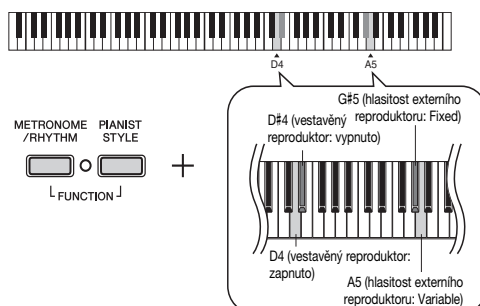 D4
A5
G#5 (hlasitost externího
reproduktoru: Fixed)
D#4 (vestavěný
reproduktor: vypnuto)
METRONOME
/RHYTHM
PIANIST
STYLE
FUNCTION
D4 (vestavěný reproduktor:
zapnuto)
A5 (hlasitost externího
reproduktoru: Variable)